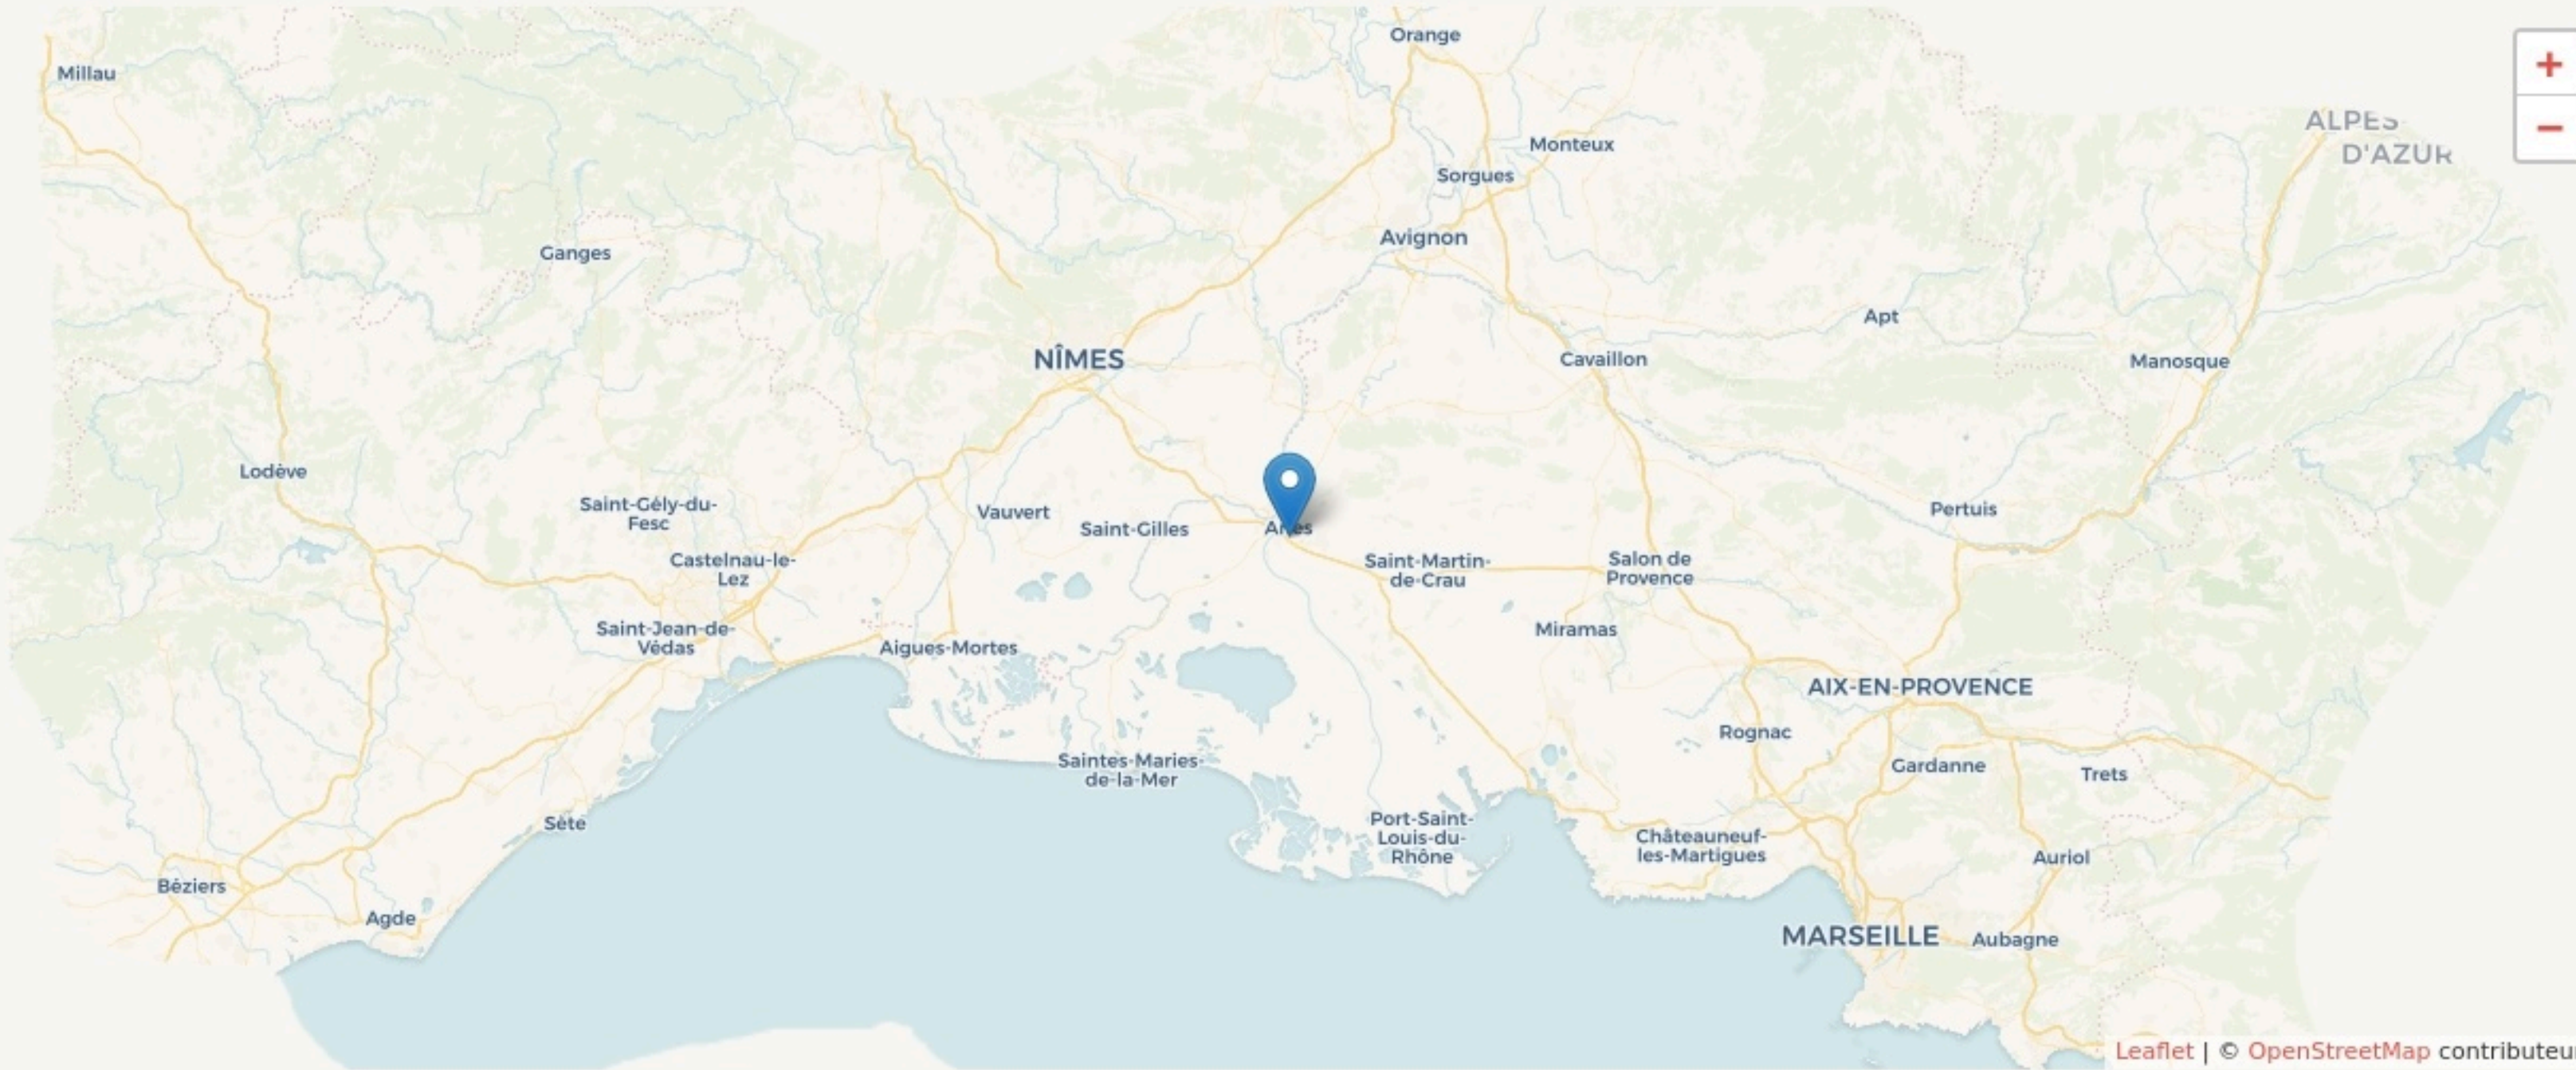 Orange
Millau
+
ALPES
D'AZUR
−
Monteux
Sorgues
Avignon
Ganges
Apt
NÎMES
Cavaillon
Manosque
Lodève
Saint-Gély-du-
Fesc
Vauvert
Saint-Gilles
Arles
Pertuis
Castelnau-le-
Lez
Saint-Martin-
de-Crau
Salon de
Provence
Saint-Jean-de-
Védas
Aigues-Mortes
Miramas
AIX-EN-PROVENCE
Rognac
Saintes-Maries-
de-la-Mer
Gardanne
Trets
Sète
Port-Saint-
Louis-du-
Rhône
Châteauneuf-
les-Martigues
Auriol
Béziers
Agde
MARSEILLE
Aubagne
Leaflet | © OpenStreetMap contributeu